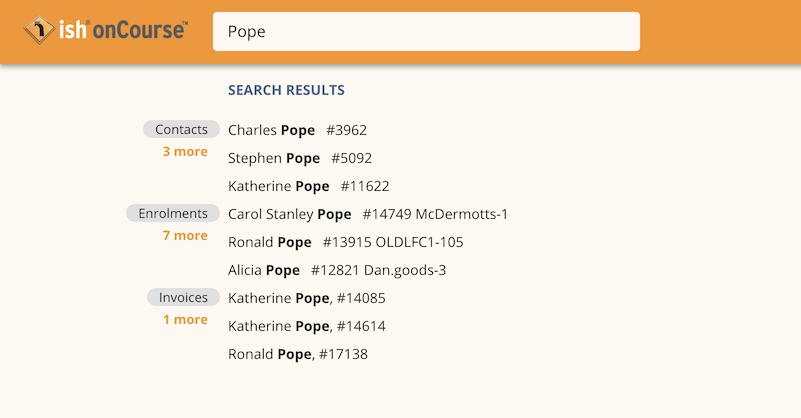 ish® onCourse™
Pope
SEARCH RESULTS
Contacts
3 more
Charles Pope #3962
Stephen Pope #5092
Katherine Pope #11622
Enrolments
7 more
Carol Stanley Pope #14749 McDermotts-1
Ronald Pope #13915 OLDLFC1-105
Alicia Pope #12821 Dan.goods-3
Invoices
1 more
Katherine Pope, #14085
Katherine Pope, #14614
Ronald Pope, #17138